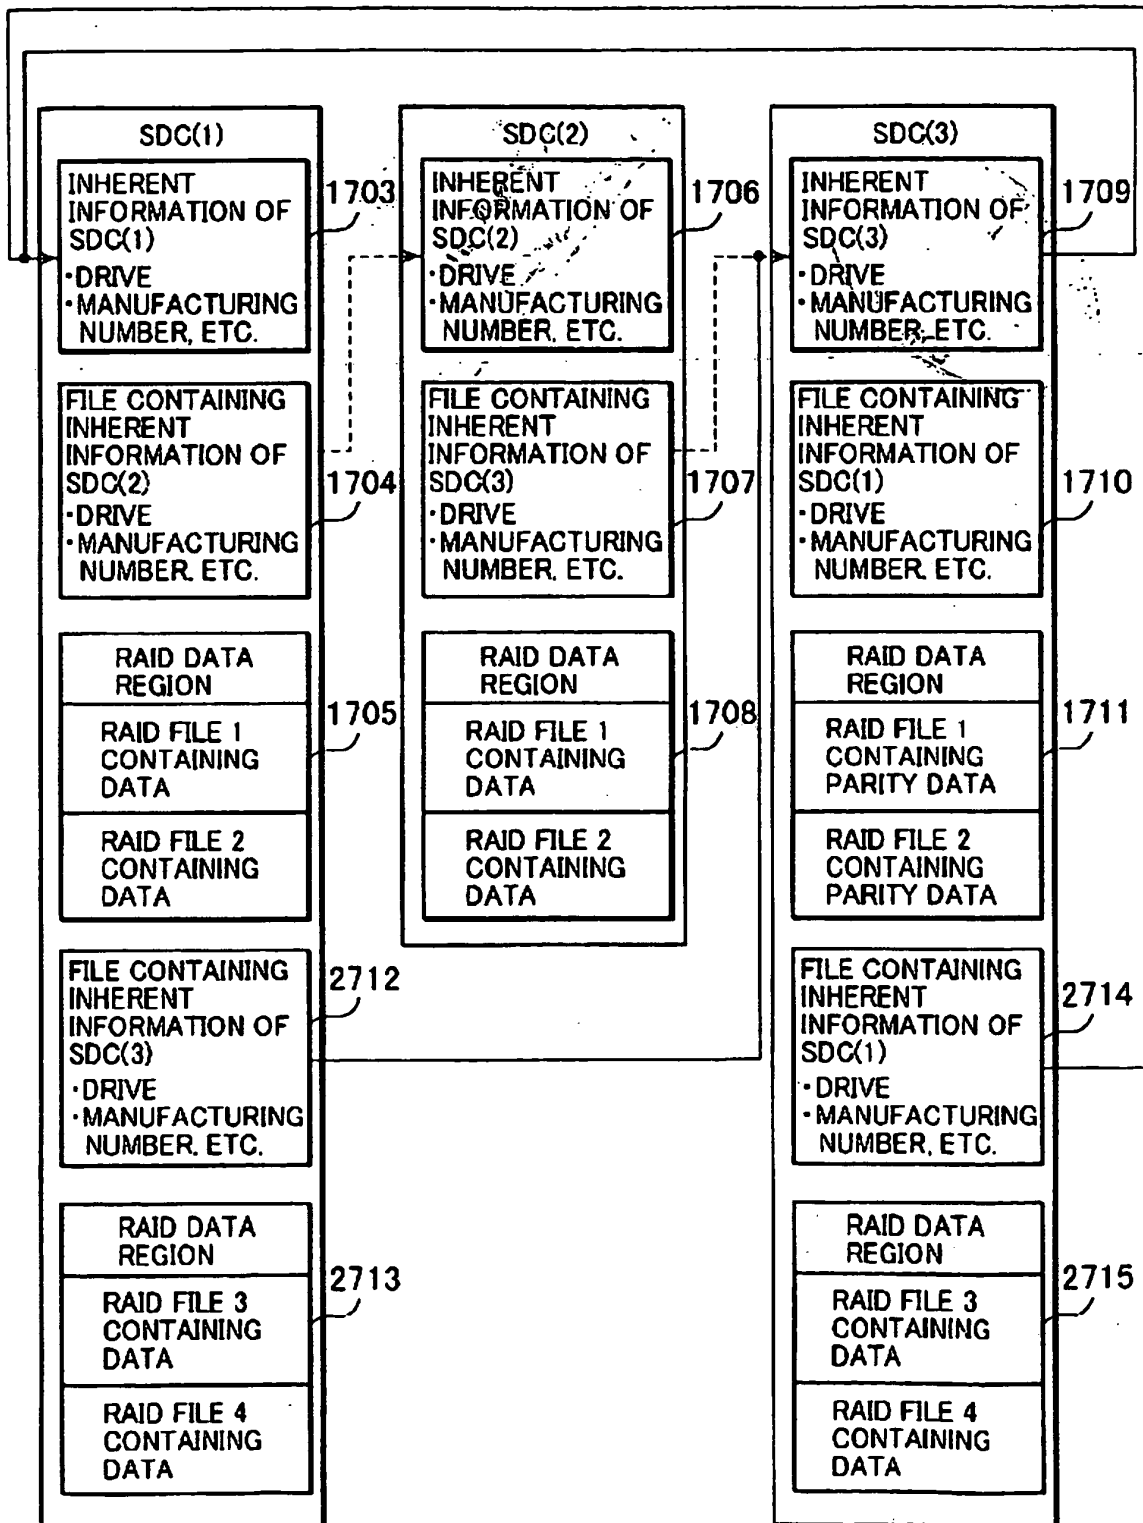 SDC(1)
INHERENT
INFORMATION OF
SDC(1)
·DRIVE
·MANUFACTURING
NUMBER, ETC.
1703
FILE CONTAINING
INHERENT
INFORMATION OF
SDC(2)
·DRIVE
·MANUFACTURING
NUMBER. ETC.
1704
RAID DATA
REGION
RAID FILE 1
CONTAINING
DATA
1705
RAID FILE 2
CONTAINING
DATA
FILE CONTAINING
INHERENT
INFORMATION OF
SDC(3)
·DRIVE
·MANUFACTURING
NUMBER. ETC.
2712
RAID DATA
REGION
RAID FILE 3
CONTAINING
DATA
2713
RAID FILE 4
CONTAINING
DATA
SDC(2)
INHERENT
INFORMATION OF
SDC(2)
·DRIVE
·MANUFACTURING
NUMBER, ETC.
1706
FILE CONTAINING
INHERENT
INFORMATION OF
SDC(3)
·DRIVE
·MANUFACTURING
NUMBER, ETC.
1707
RAID DATA
REGION
RAID FILE 1
CONTAINING
DATA
1708
RAID FILE 2
CONTAINING
DATA
SDC(3)
INHERENT
INFORMATION OF
SDC(3)
·DRIVE
·MANUFACTURING
NUMBER, ETC.
1709
FILE CONTAINING
INHERENT
INFORMATION OF
SDC(1)
·DRIVE
·MANUFACTURING
NUMBER, ETC.
1710
RAID DATA
REGION
RAID FILE 1
CONTAINING
PARITY DATA
1711
RAID FILE 2
CONTAINING
PARITY DATA
FILE CONTAINING
INHERENT
INFORMATION OF
SDC(1)
·DRIVE
·MANUFACTURING
NUMBER, ETC.
2714
RAID DATA
REGION
RAID FILE 3
CONTAINING
DATA
2715
RAID FILE 4
CONTAINING
DATA